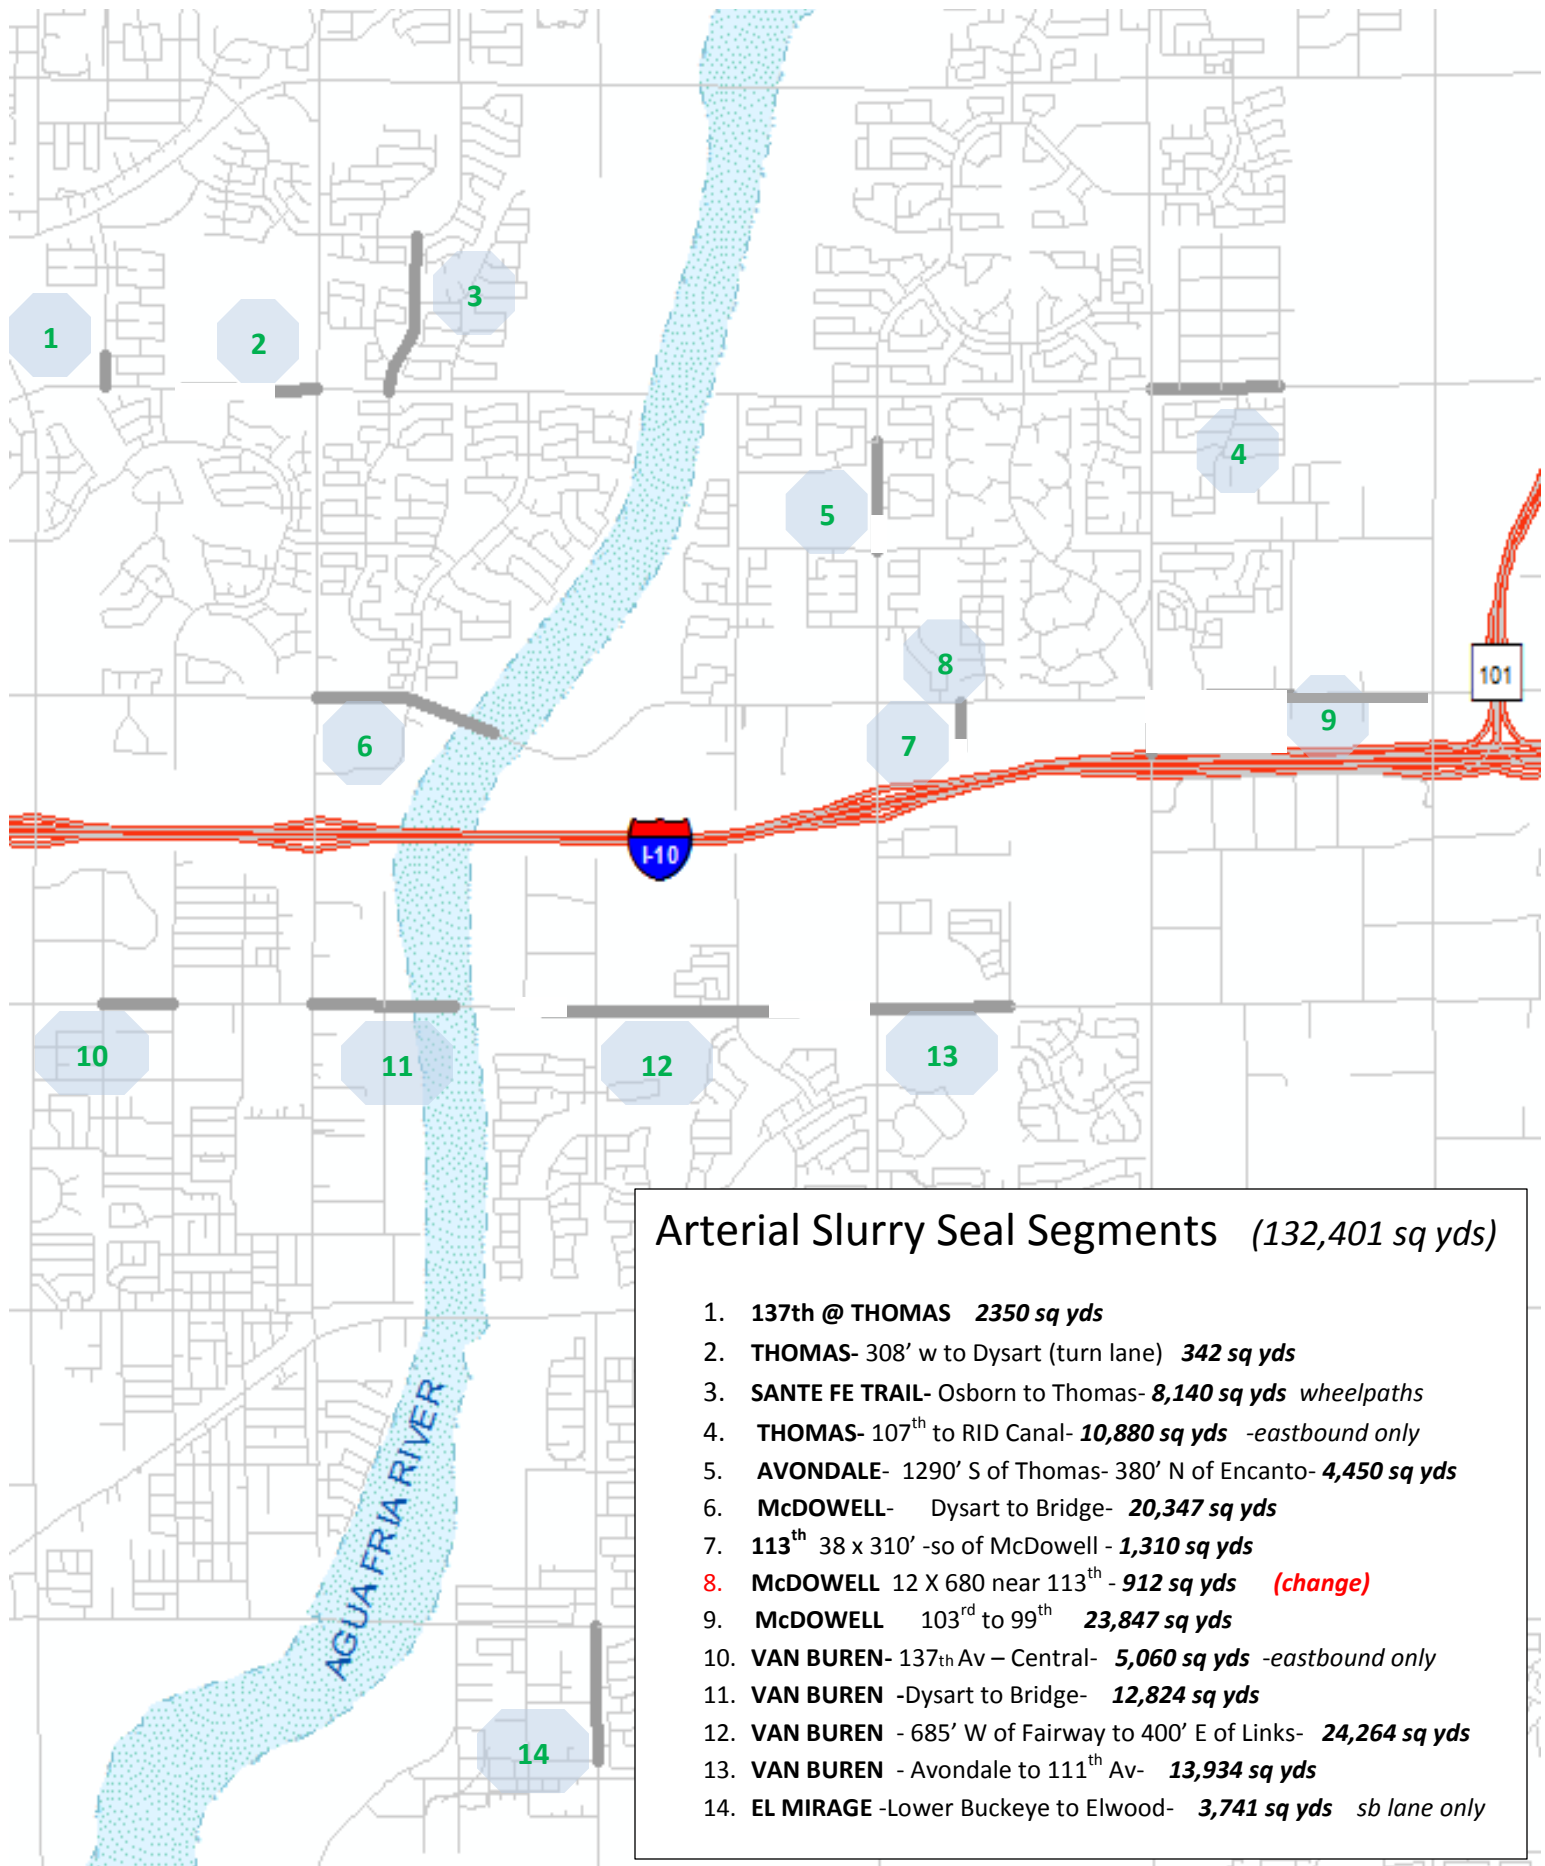 3
1
2
4
5
8
101
9
7
6
I-10
10
11
12
13
Arterial Slurry Seal Segments (132,401 sq yds)
1. 137th @ THOMAS 2350 sq yds
2. THOMAS- 308’ w to Dysart (turn lane) 342 sq yds
3. SANTE FE TRAIL- Osborn to Thomas- 8,140 sq yds wheelpaths
4. THOMAS- 107th to RID Canal- 10,880 sq yds -eastbound only
5. AVONDALE- 1290’ S of Thomas- 380’ N of Encanto- 4,450 sq yds
6. McDOWELL- Dysart to Bridge- 20,347 sq yds
7. 113th 38 x 310’ -so of McDowell - 1,310 sq yds
8. McDOWELL 12 X 680 near 113th - 912 sq yds (change)
9. McDOWELL 103rd to 99th 23,847 sq yds
10. VAN BUREN- 137th Av – Central- 5,060 sq yds -eastbound only
11. VAN BUREN -Dysart to Bridge- 12,824 sq yds
12. VAN BUREN - 685’ W of Fairway to 400’ E of Links- 24,264 sq yds
13. VAN BUREN - Avondale to 111th Av- 13,934 sq yds
14. EL MIRAGE -Lower Buckeye to Elwood- 3,741 sq yds sb lane only
AGUA FRIA RIVER
14